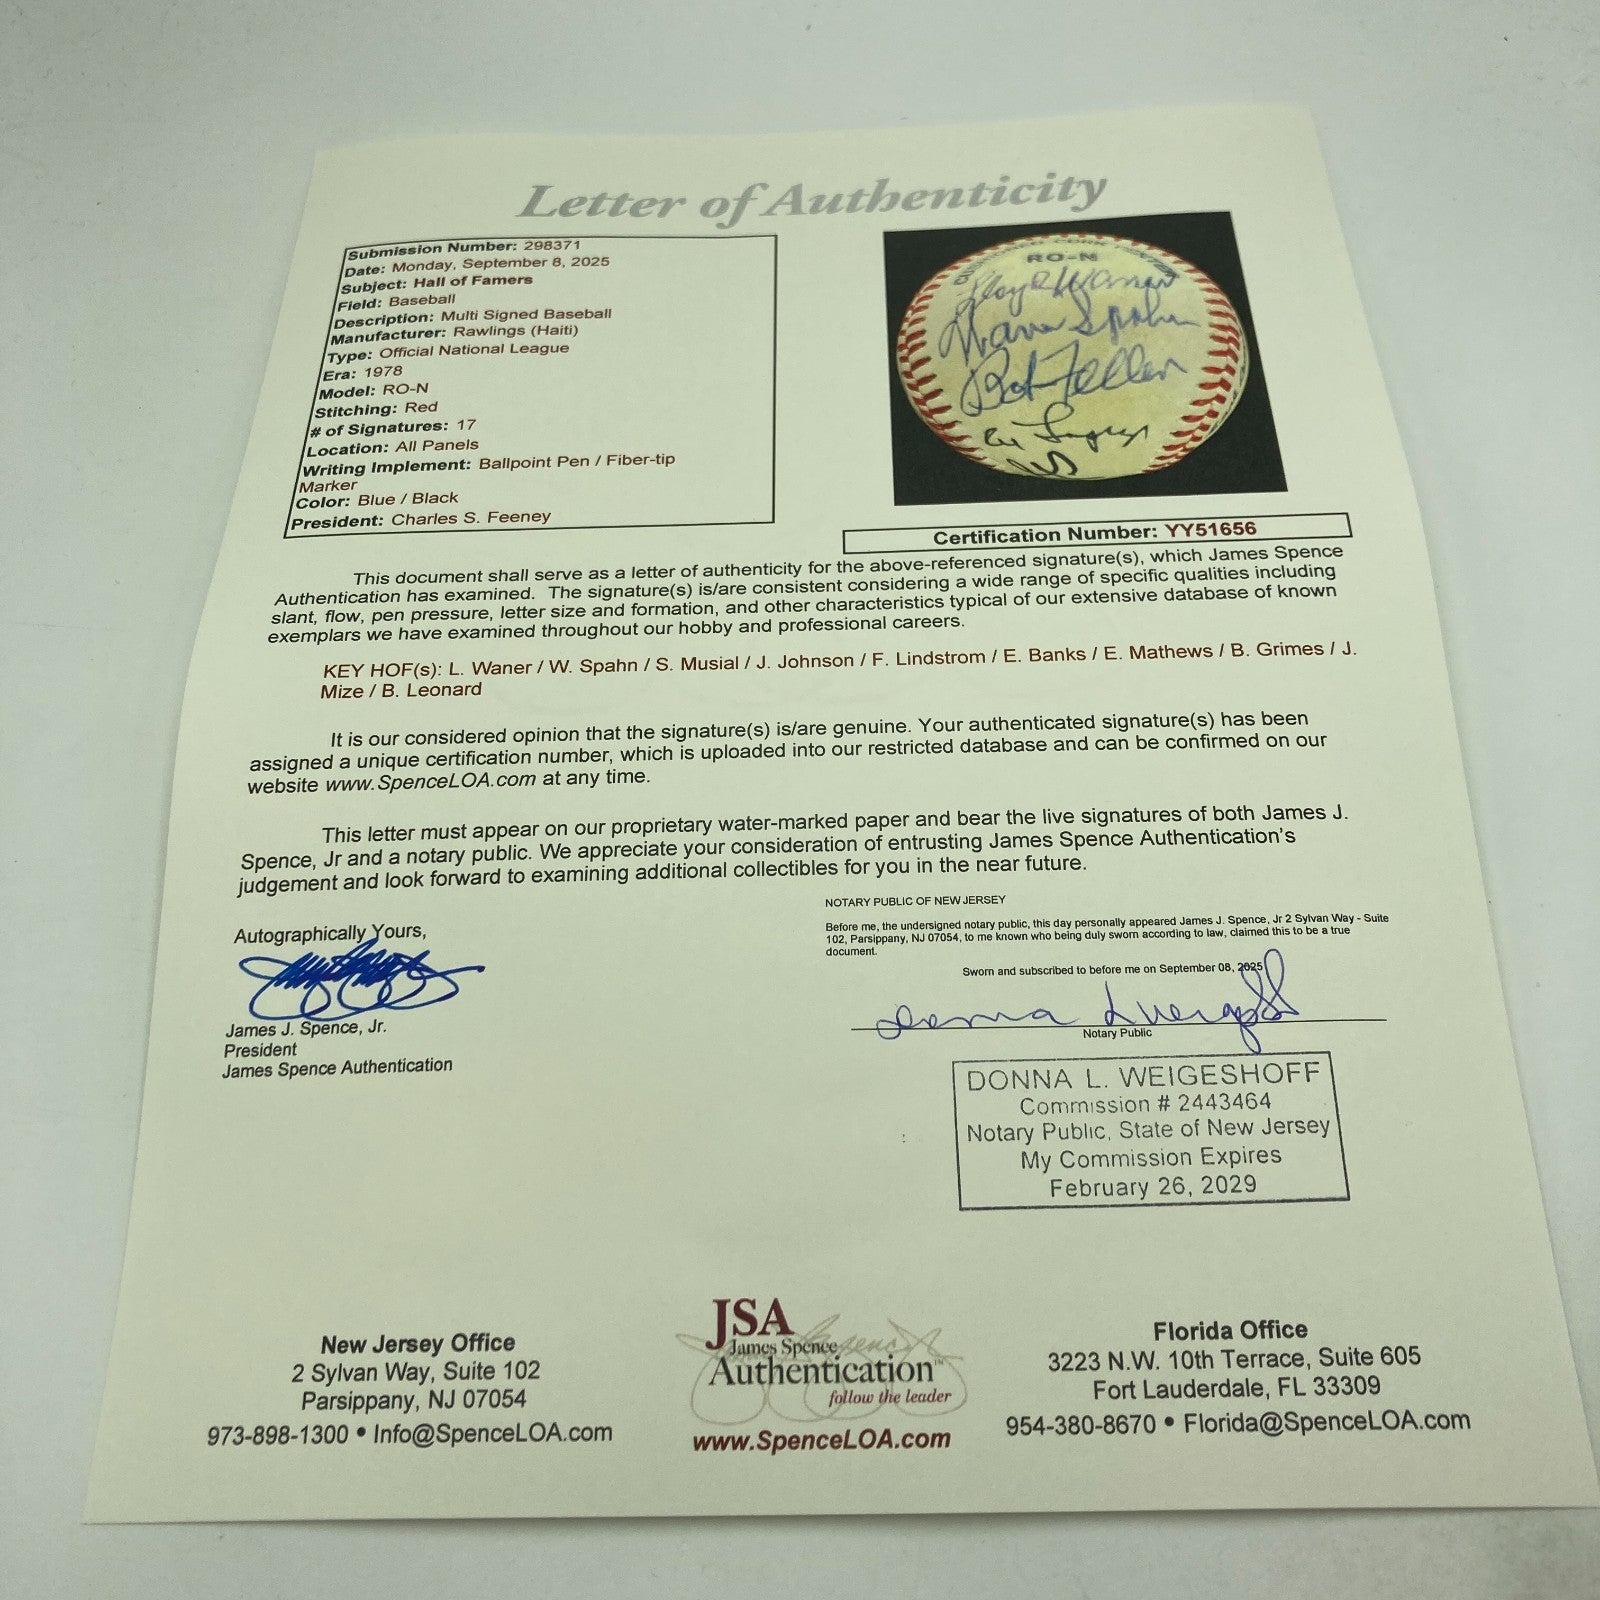 Letter of Authenticity
Submission Number: 298371
Date: Monday, September 8, 2025
Subject: Hall of Famers
Field: Baseball
Description: Multi Signed Baseball
Manufacturer: Rawlings (Haiti)
Type: Official National League
Era: 1978
Model: RO-N
Stitching: Red
# of Signatures: 17
Location: All Panels
Writing Implement: Ballpoint Pen / Fiber-tip
Marker
Color: Blue / Black
President: Charles S. Feeney
RO-N
Lloyd Waner
Warren Spahn
Bob Feller
Certification Number: YY51656
This document shall serve as a letter of authenticity for the above-referenced signature(s), which James Spence
Authentication has examined. The signature(s) is/are consistent considering a wide range of specific qualities including
slant, flow, pen pressure, letter size and formation, and other characteristics typical of our extensive database of known
exemplars we have examined throughout our hobby and professional careers.
KEY HOF(s): L. Waner / W. Spahn / S. Musial / J. Johnson / F. Lindstrom / E. Banks / E. Mathews / B. Grimes / J.
Mize / B. Leonard
It is our considered opinion that the signature(s) is/are genuine. Your authenticated signature(s) has been
assigned a unique certification number, which is uploaded into our restricted database and can be confirmed on our
website www.SpenceLOA.com at any time.
This letter must appear on our proprietary water-marked paper and bear the live signatures of both James J.
Spence, Jr and a notary public. We appreciate your consideration of entrusting James Spence Authentication's
judgement and look forward to examining additional collectibles for you in the near future.
NOTARY PUBLIC OF NEW JERSEY
Before me, the undersigned notary public, this day personally appeared James J. Spence, Jr 2 Sylvan Way - Suite
102, Parsippany, NJ 07054, to me known who being duly sworn according to law, claimed this to be a true
document.
Sworn and subscribed to before me on September 08, 2025
Notary Public
Autographically Yours,
James J. Spence, Jr.
President
James Spence Authentication
DONNA L. WEIGESHOFF
Commission # 2443464
Notary Public, State of New Jersey
My Commission Expires
February 26, 2029
New Jersey Office
2 Sylvan Way, Suite 102
Parsippany, NJ 07054
973-898-1300 • Info@SpenceLOA.com
JSA
James Spence
Authentication™
follow the leader
www.SpenceLOA.com
Florida Office
3223 N.W. 10th Terrace, Suite 605
Fort Lauderdale, FL 33309
954-380-8670 • Florida@SpenceLOA.com